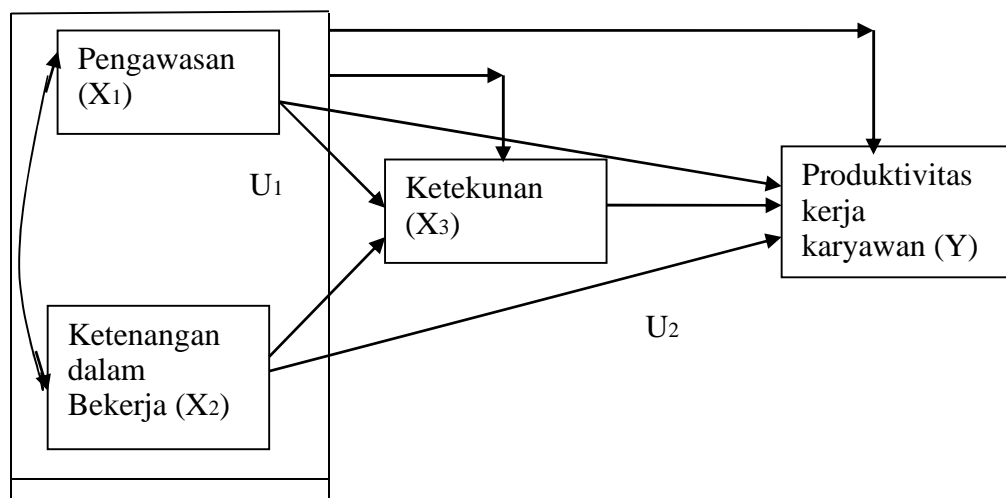 Pengawasan
(X1)
U1
Ketekunan
(X3)
Produktivitas
kerja
karyawan (Y)
Ketenangan
dalam
Bekerja (X2)
U2